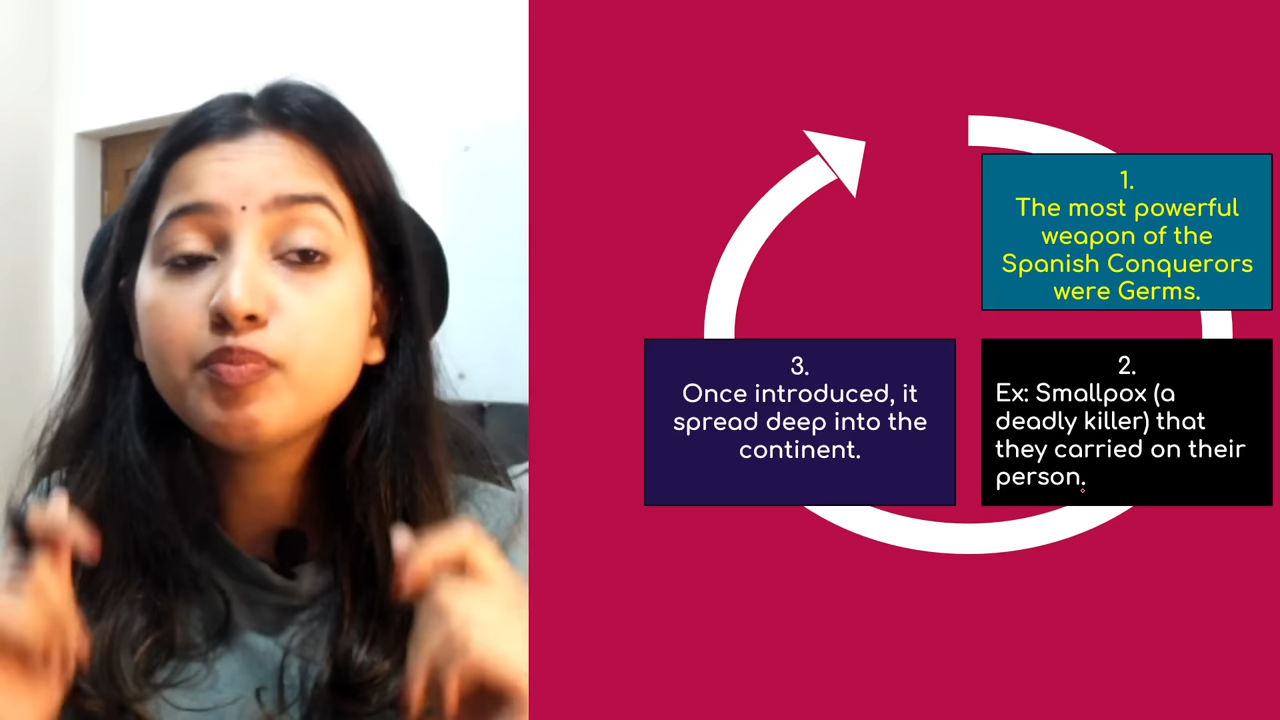 1.
The most powerful
weapon of the
Spanish Conquerors
were Germs.
2.
Ex: Smallpox (a
deadly killer) that
they carried on their
person.
3.
Once introduced, it
spread deep into the
continent.